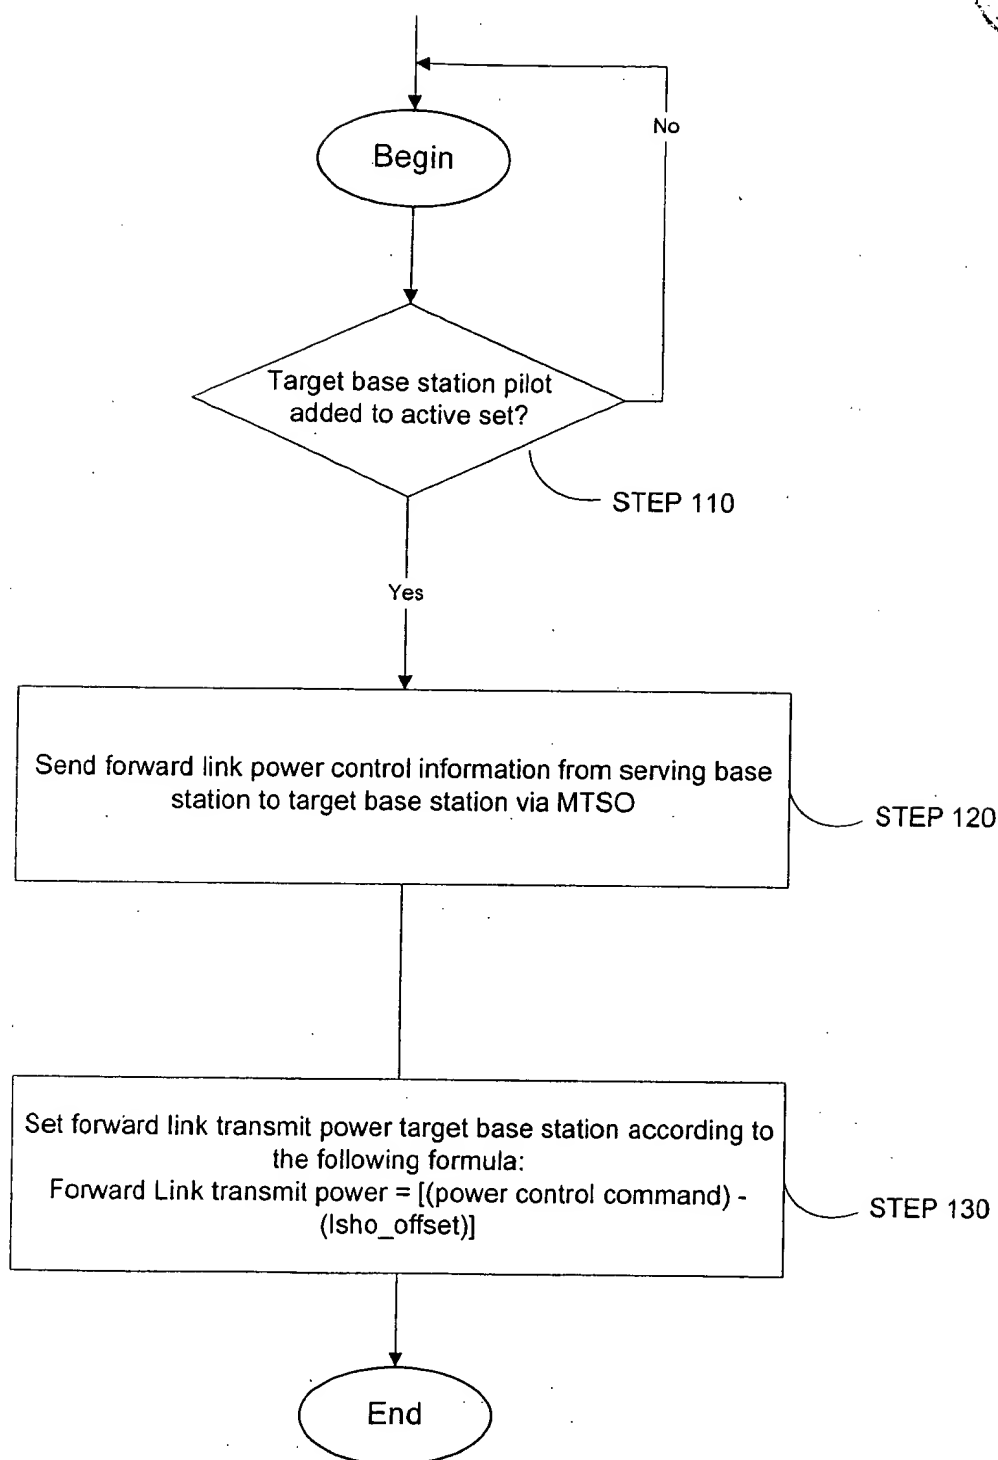 No
Begin
Target base station pilot
added to active set?
STEP 110
Yes
Send forward link power control information from serving base
station to target base station via MTSO
STEP 120
Set forward link transmit power target base station according to
the following formula:
Forward Link transmit power = [(power control command) -
(lsho_offset)]
STEP 130
End